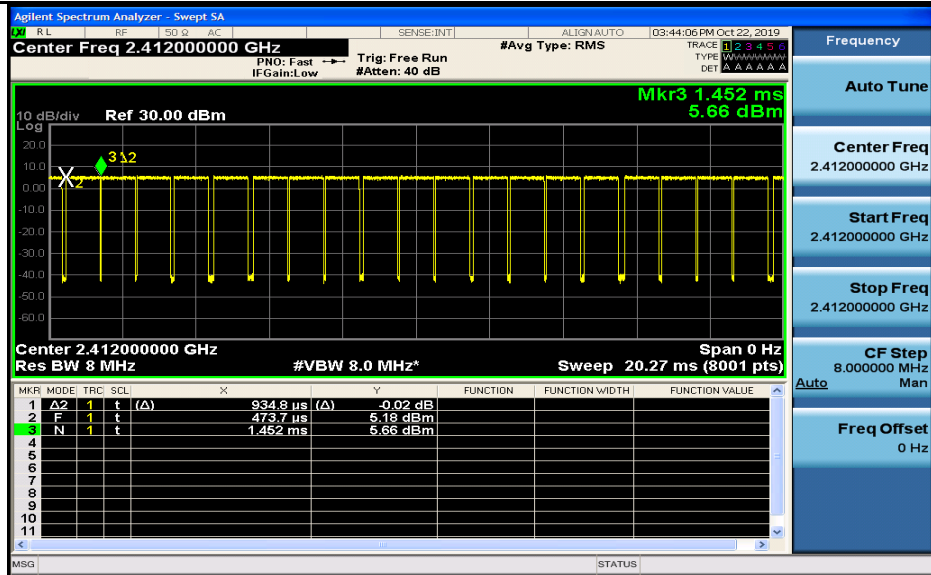 Agilent Spectrum Analyzer - Swept SA
LXI RL RF 50 Ω AC SENSE:INT ALIGN AUTO 03:44:06 PM Oct 22, 2019
Center Freq 2.412000000 GHz
PNO: Fast
IFGain:Low
Trig: Free Run
#Atten: 40 dB
#Avg Type: RMS
TRACE 1 2 3 4 5 6
TYPE WWWWWW
DET A A A A A A
Mkr3 1.452 ms
5.66 dBm
10 dB/div Ref 30.00 dBm
Log
20.0
10.0
0.00
-10.0
-20.0
-30.0
-40.0
-50.0
-60.0
X2
3Δ2
Center 2.412000000 GHz Span 0 Hz
Res BW 8 MHz #VBW 8.0 MHz* Sweep 20.27 ms (8001 pts)
MKR MODE TRC SCL X Y FUNCTION FUNCTION WIDTH FUNCTION VALUE
1 Δ2 1 t (Δ) 934.8 µs (Δ) -0.02 dB
2 F 1 t 473.7 µs 5.18 dBm
3 N 1 t 1.452 ms 5.66 dBm
4
5
6
7
8
9
10
11
MSG STATUS
Frequency
Auto Tune
Center Freq
2.412000000 GHz
Start Freq
2.412000000 GHz
Stop Freq
2.412000000 GHz
CF Step
8.000000 MHz
Auto Man
Freq Offset
0 Hz